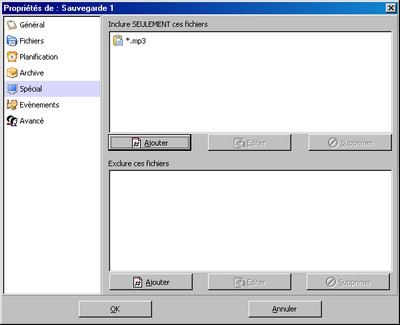 Propriétés de : Sauvegarde 1
Général
Fichiers
Planification
Archive
Spécial
Evènements
Avancé
Inclure SEULEMENT ces fichiers
*.mp3
Ajouter Editer Supprimer
Exclure ces fichiers
Ajouter Editer Supprimer
OK Annuler